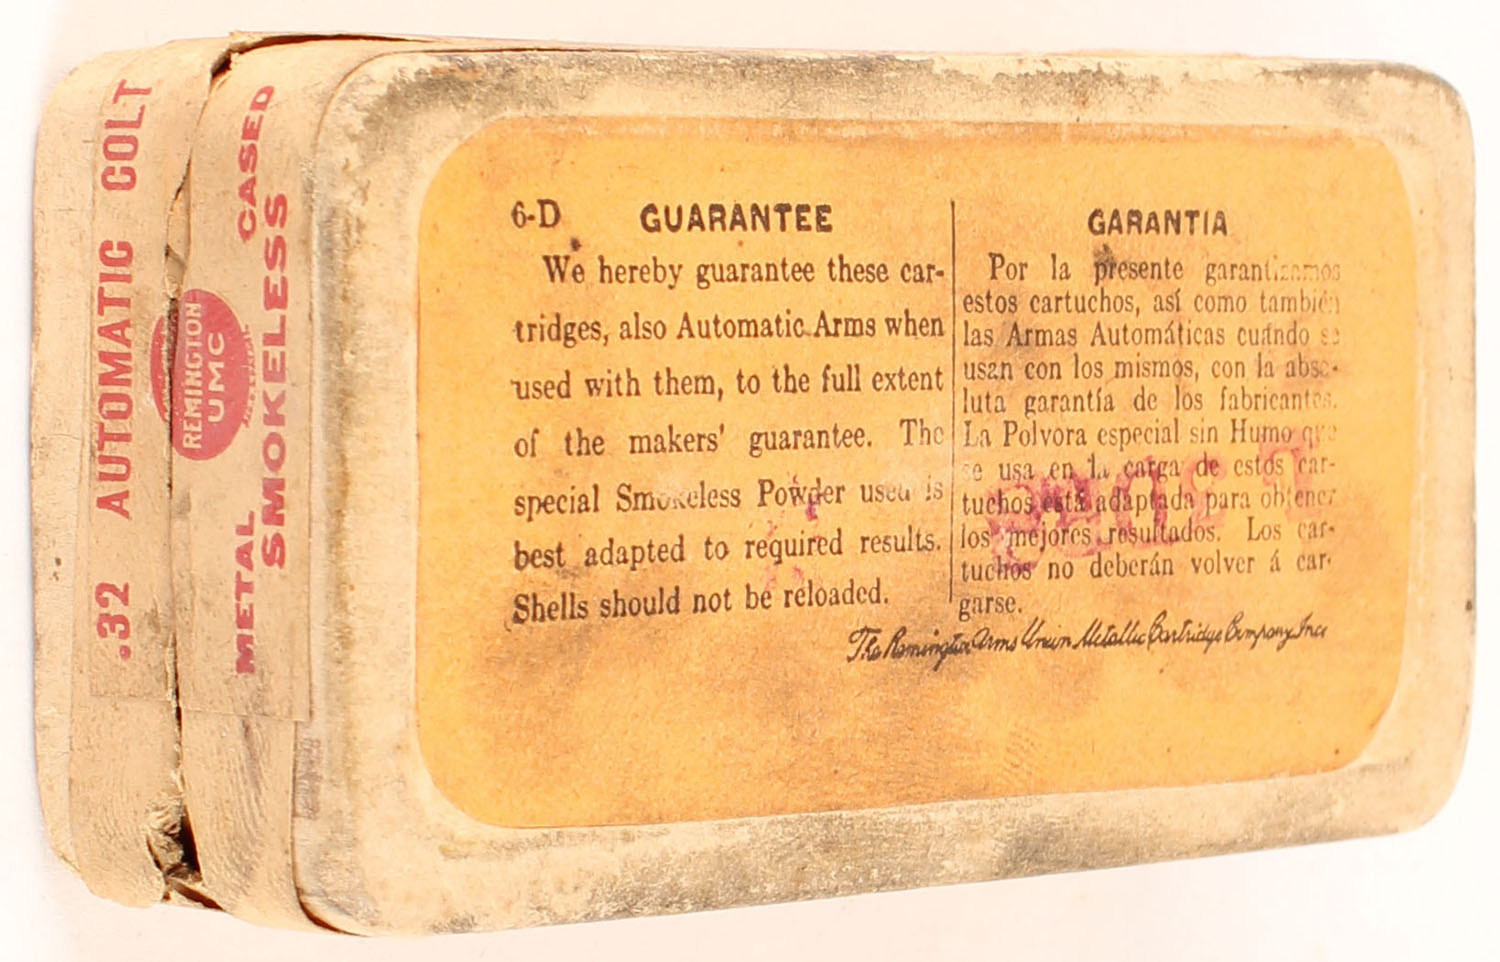 .32 AUTOMATIC COLT
REMINGTON
UMC
METAL CASED
SMOKELESS
6-D GUARANTEE
We hereby guarantee these car-
tridges, also Automatic Arms when
used with them, to the full extent
of the makers' guarantee. The
special Smokeless Powder used is
best adapted to required results.
Shells should not be reloaded.
GARANTIA
Por la presente garantizamos
estos cartuchos, así como también
las Armas Automáticas cuándo se
usan con los mismos, con la abso-
luta garantía de los fabricantes.
La Polvora especial sin Humo que
se usa en la carga de estos car-
tuchos está adaptada para obtener
los mejores resultados. Los car-
tuchos no deberán volver á car-
garse.
The Remington Arms Union Metallic Cartridge Company, Inc.